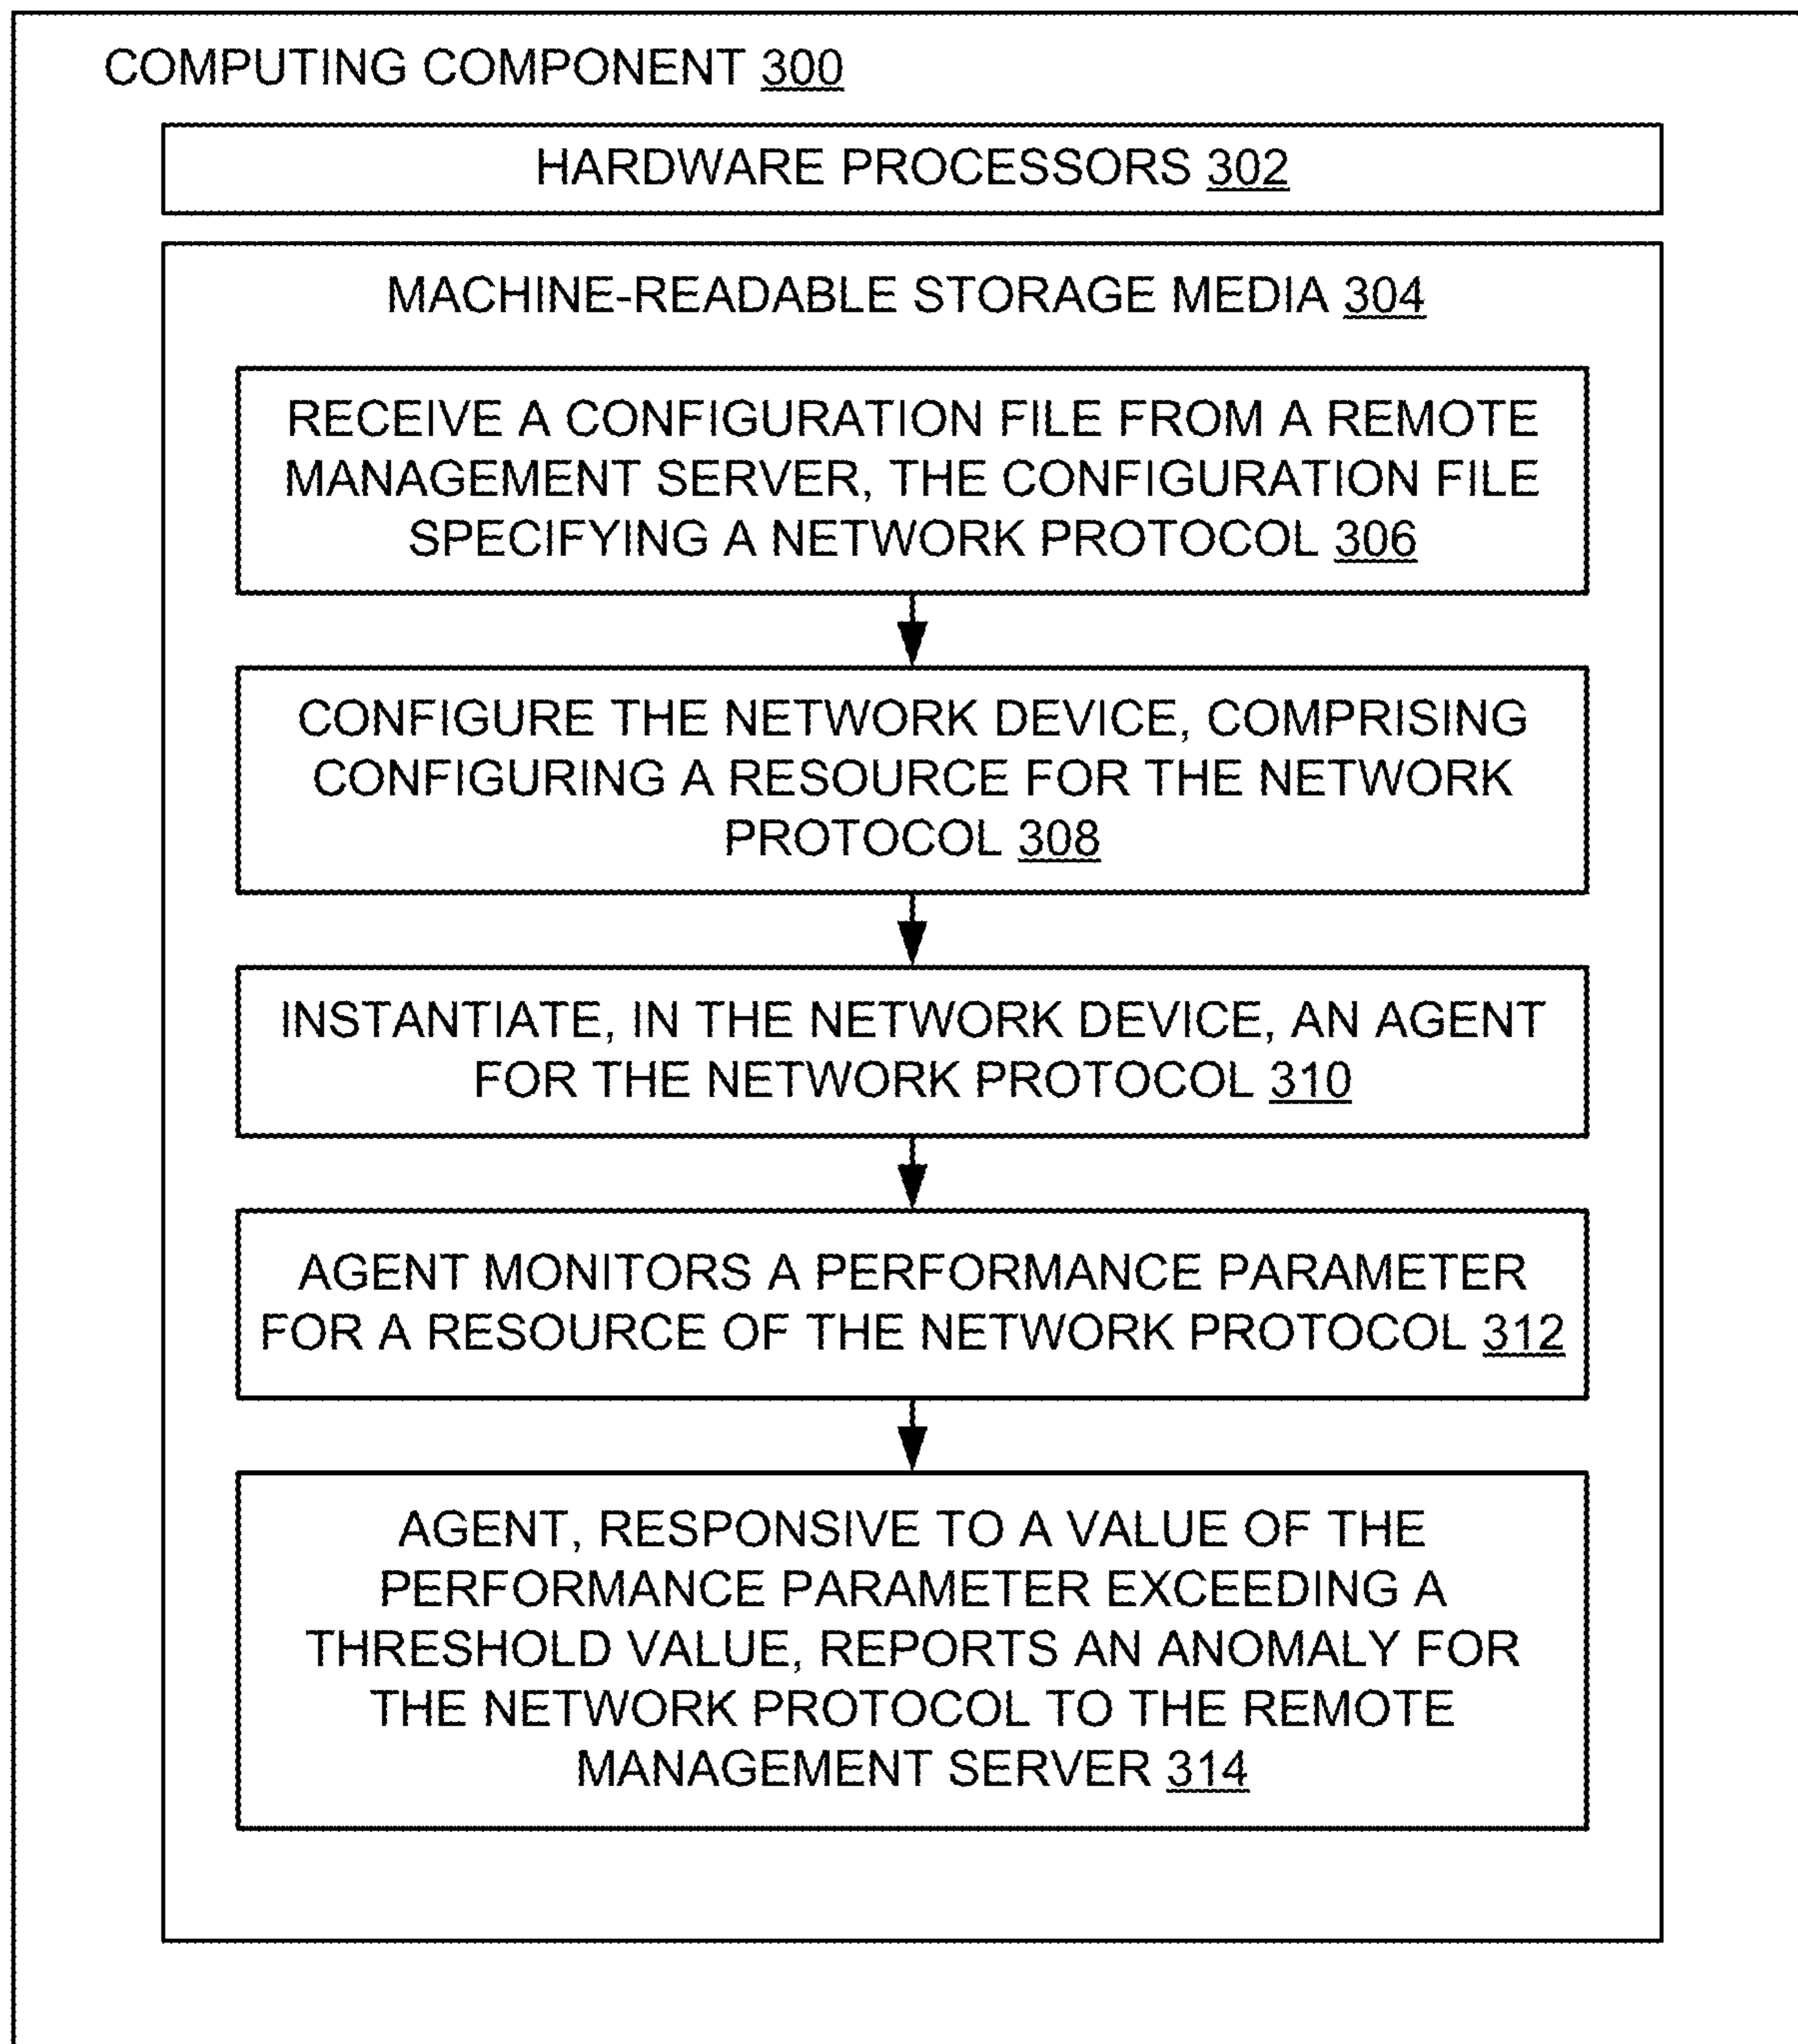 COMPUTING COMPONENT 300
HARDWARE PROCESSORS 302
MACHINE-READABLE STORAGE MEDIA 304
RECEIVE A CONFIGURATION FILE FROM A REMOTE
MANAGEMENT SERVER, THE CONFIGURATION FILE
SPECIFYING A NETWORK PROTOCOL 306
CONFIGURE THE NETWORK DEVICE, COMPRISING
CONFIGURING A RESOURCE FOR THE NETWORK
PROTOCOL 308
INSTANTIATE, IN THE NETWORK DEVICE, AN AGENT
FOR THE NETWORK PROTOCOL 310
AGENT MONITORS A PERFORMANCE PARAMETER
FOR A RESOURCE OF THE NETWORK PROTOCOL 312
AGENT, RESPONSIVE TO A VALUE OF THE
PERFORMANCE PARAMETER EXCEEDING A
THRESHOLD VALUE, REPORTS AN ANOMALY FOR
THE NETWORK PROTOCOL TO THE REMOTE
MANAGEMENT SERVER 314